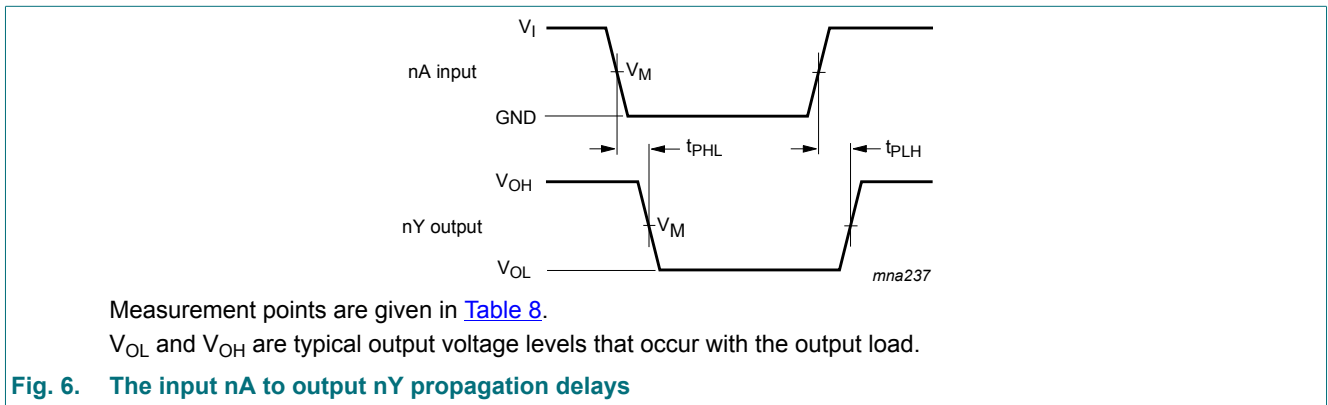 V_I
nA input
V_M
GND
t_PHL
t_PLH
V_OH
nY output
V_M
V_OL
mna237
Measurement points are given in Table 8.
V_OL and V_OH are typical output voltage levels that occur with the output load.
Fig. 6. The input nA to output nY propagation delays